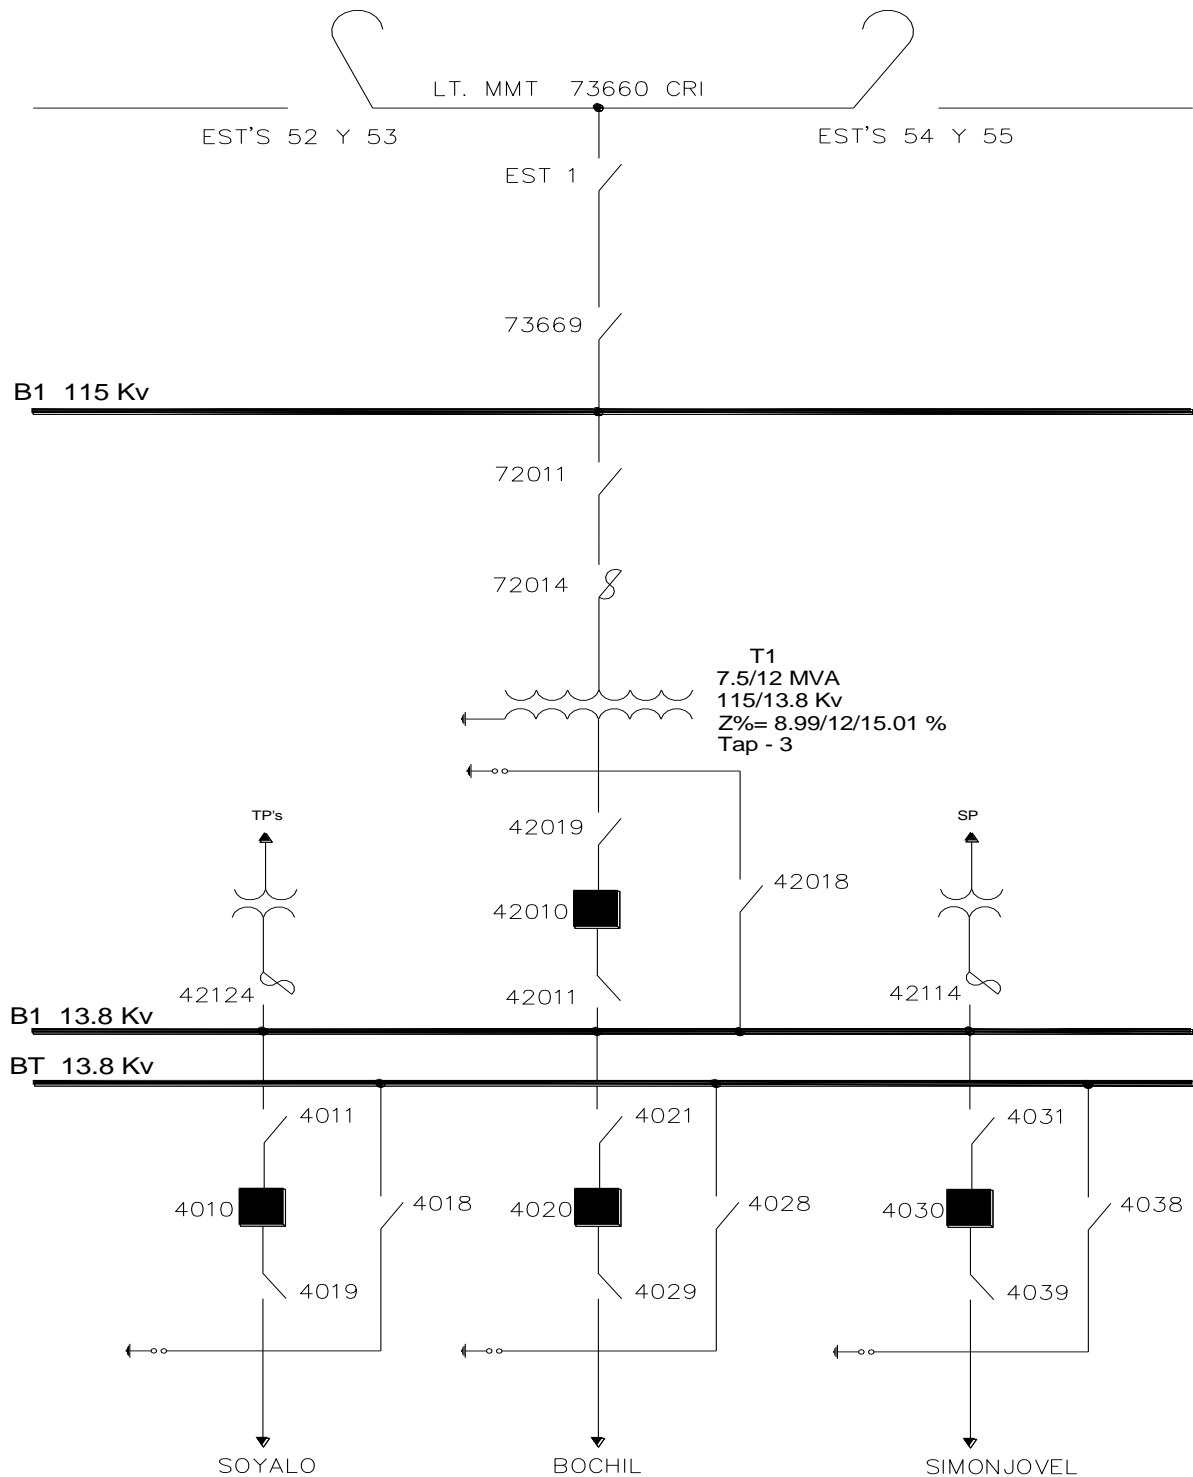 LT. MMT 73660 CRI
EST'S 52 Y 53
EST'S 54 Y 55
EST 1
73669
B1 115 Kv
72011
72014
T1
7.5/12 MVA
115/13.8 Kv
Z%= 8.99/12/15.01 %
Tap - 3
TP's
42019
SP
42018
42010
42124
42011
42114
B1 13.8 Kv
BT 13.8 Kv
4011
4021
4031
4010
4018
4020
4028
4030
4038
4019
4029
4039
SOYALO
BOCHIL
SIMONJOVEL